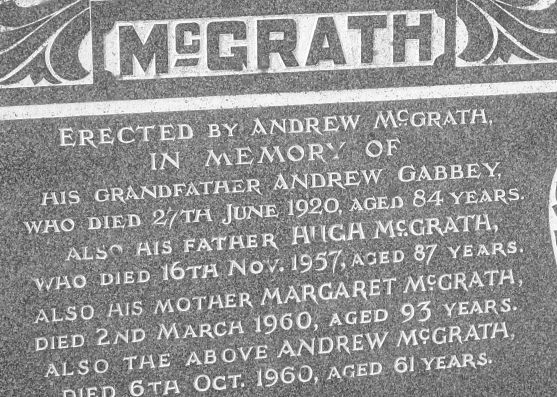 McGRATH
ERECTED BY ANDREW McGRATH,
IN MEMORY OF
HIS GRANDFATHER ANDREW GABBEY,
WHO DIED 27TH JUNE 1920, AGED 84 YEARS.
ALSO HIS FATHER HUGH McGRATH,
WHO DIED 16TH NOV. 1957, AGED 87 YEARS.
ALSO HIS MOTHER MARGARET McGRATH,
DIED 2ND MARCH 1960, AGED 93 YEARS.
ALSO THE ABOVE ANDREW McGRATH,
DIED 6TH OCT. 1960, AGED 61 YEARS.